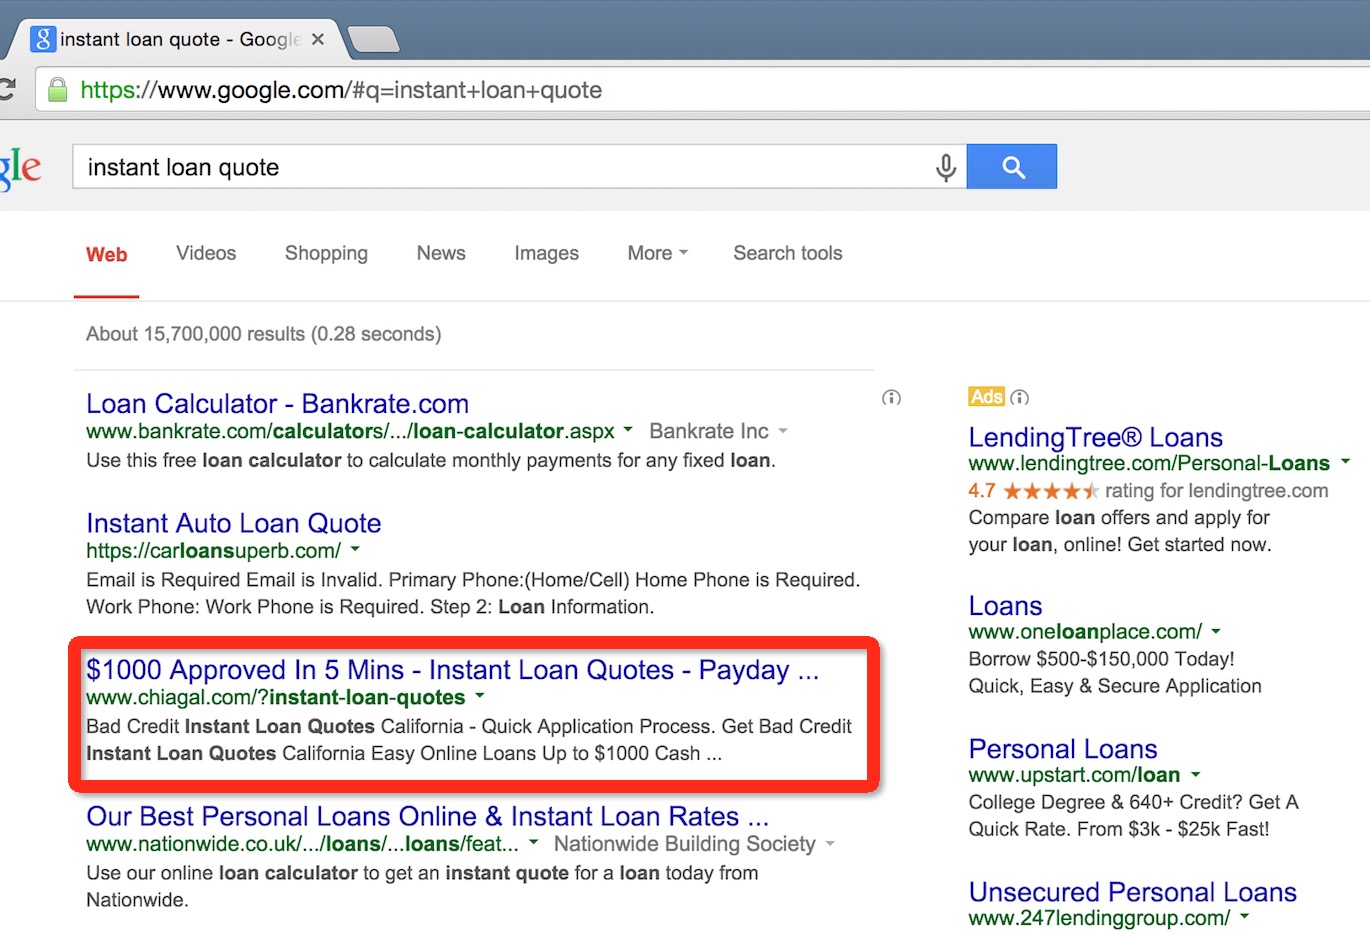 instant loan quote - Google
https://www.google.com/#q=instant+loan+quote
gle
instant loan quote
Web Videos Shopping News Images More Search tools
About 15,700,000 results (0.28 seconds)
Loan Calculator - Bankrate.com
www.bankrate.com/calculators/.../loan-calculator.aspx Bankrate Inc
Use this free loan calculator to calculate monthly payments for any fixed loan.
Instant Auto Loan Quote
https://carloansuperb.com/
Email is Required Email is Invalid. Primary Phone:(Home/Cell) Home Phone is Required.
Work Phone: Work Phone is Required. Step 2: Loan Information.
$1000 Approved In 5 Mins - Instant Loan Quotes - Payday ...
www.chiagal.com/?instant-loan-quotes
Bad Credit Instant Loan Quotes California - Quick Application Process. Get Bad Credit
Instant Loan Quotes California Easy Online Loans Up to $1000 Cash ...
Our Best Personal Loans Online & Instant Loan Rates ...
www.nationwide.co.uk/.../loans/...loans/feat... Nationwide Building Society
Use our online loan calculator to get an instant quote for a loan today from
Nationwide.
Ads
LendingTree® Loans
www.lendingtree.com/Personal-Loans
4.7 rating for lendingtree.com
Compare loan offers and apply for
your loan, online! Get started now.
Loans
www.oneloanplace.com/
Borrow $500-$150,000 Today!
Quick, Easy & Secure Application
Personal Loans
www.upstart.com/loan
College Degree & 640+ Credit? Get A
Quick Rate. From $3k - $25k Fast!
Unsecured Personal Loans
www.247lendinggroup.com/